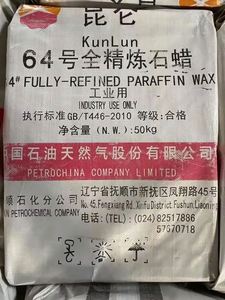 昆仑
KunLun
64号全精炼石蜡
4# FULLY-REFINED PARAFFIN WAX
工业用
INDUSTRY USE ONLY
执行标准GB/T446-2010 等级:合格
净含量(N.W.):50kg
国石油天然气股份有限公司
PETROCHINA COMPANY LIMITED
顺石化分公司
N PETROCHEMICAL COMPANY
辽宁省抚顺市新抚区凤翔路45号
No.45,Fengxiang Rd.,XinFu District,Fushun,Liaonin
电话(TEL):(024)82517886
57670718